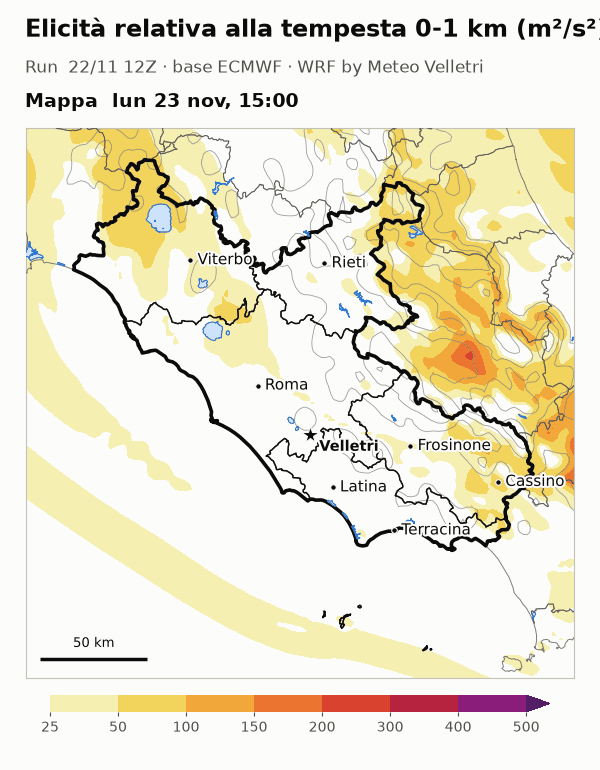 Elicità relativa alla tempesta 0-1 km (m²/s²)
Run 22/11 12Z · base ECMWF · WRF by Meteo Velletri
Mappa lun 23 nov, 15:00
Viterbo
Rieti
Roma
Velletri
Frosinone
Cassino
Latina
Terracina
50 km
25 50 100 150 200 300 400 500